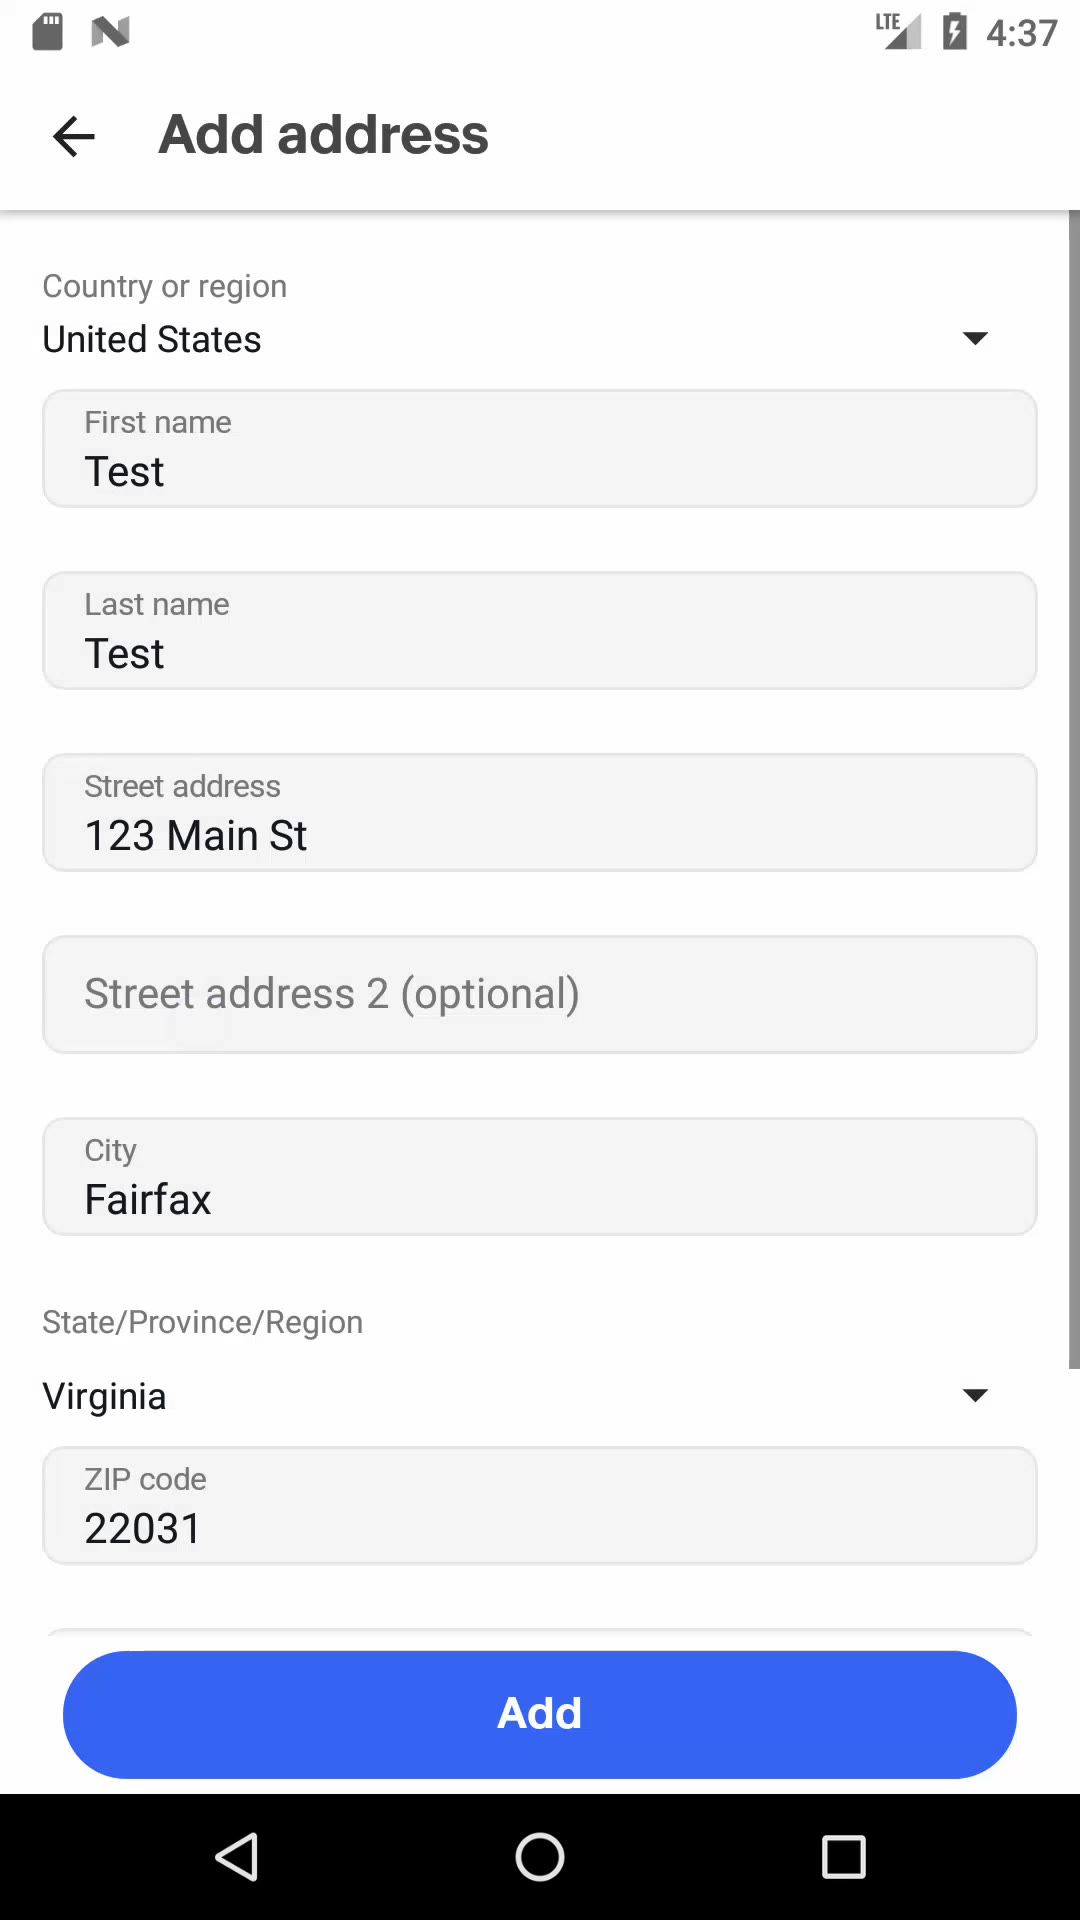 LTE 4:37
Add address
Country or region
United States
First name
Test
Last name
Test
Street address
123 Main St
Street address 2 (optional)
City
Fairfax
State/Province/Region
Virginia
ZIP code
22031
Add